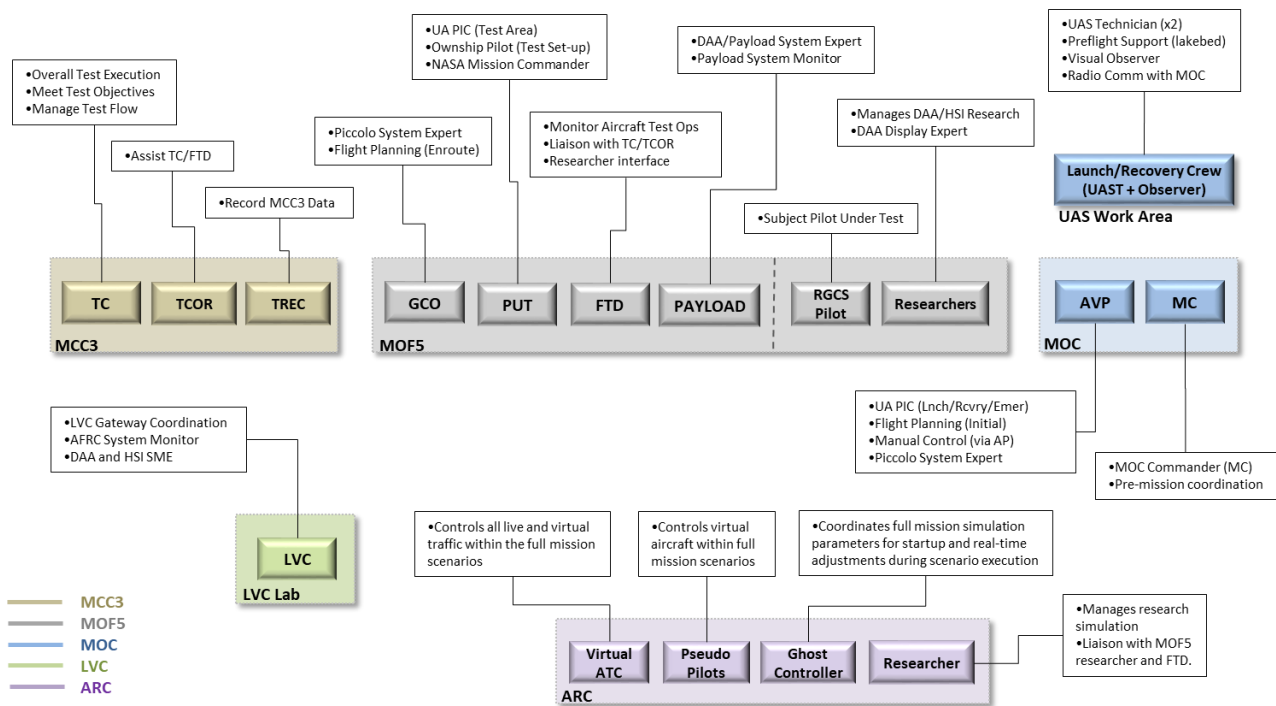 •UA PIC (Test Area)
•Ownship Pilot (Test Set-up)
•NASA Mission Commander
•DAA/Payload System Expert
•Payload System Monitor
•UAS Technician (x2)
•Preflight Support (lakebed)
•Visual Observer
•Radio Comm with MOC
•Overall Test Execution
•Meet Test Objectives
•Manage Test Flow
•Assist TC/FTD
•Record MCC3 Data
•Piccolo System Expert
•Flight Planning (Enroute)
•Monitor Aircraft Test Ops
•Liaison with TC/TCOR
•Researcher interface
•Manages DAA/HSI Research
•DAA Display Expert
•Subject Pilot Under Test
Launch/Recovery Crew
(UAST + Observer)
UAS Work Area
TC
TCOR
TREC
MCC3
GCO
PUT
FTD
PAYLOAD
RGCS
Pilot
Researchers
MOF5
AVP
MC
MOC
•LVC Gateway Coordination
•AFRC System Monitor
•DAA and HSI SME
•UA PIC (Lnch/Rcvry/Emer)
•Flight Planning (Initial)
•Manual Control (via AP)
•Piccolo System Expert
•MOC Commander (MC)
•Pre-mission coordination
LVC
LVC Lab
•Controls all live and virtual
traffic within the full mission
scenarios
•Controls virtual
aircraft within full
mission scenarios
•Coordinates full mission simulation
parameters for startup and real-time
adjustments during scenario execution
•Manages research
simulation
•Liaison with MOF5
researcher and FTD.
Virtual
ATC
Pseudo
Pilots
Ghost
Controller
Researcher
ARC
MCC3
MOF5
MOC
LVC
ARC